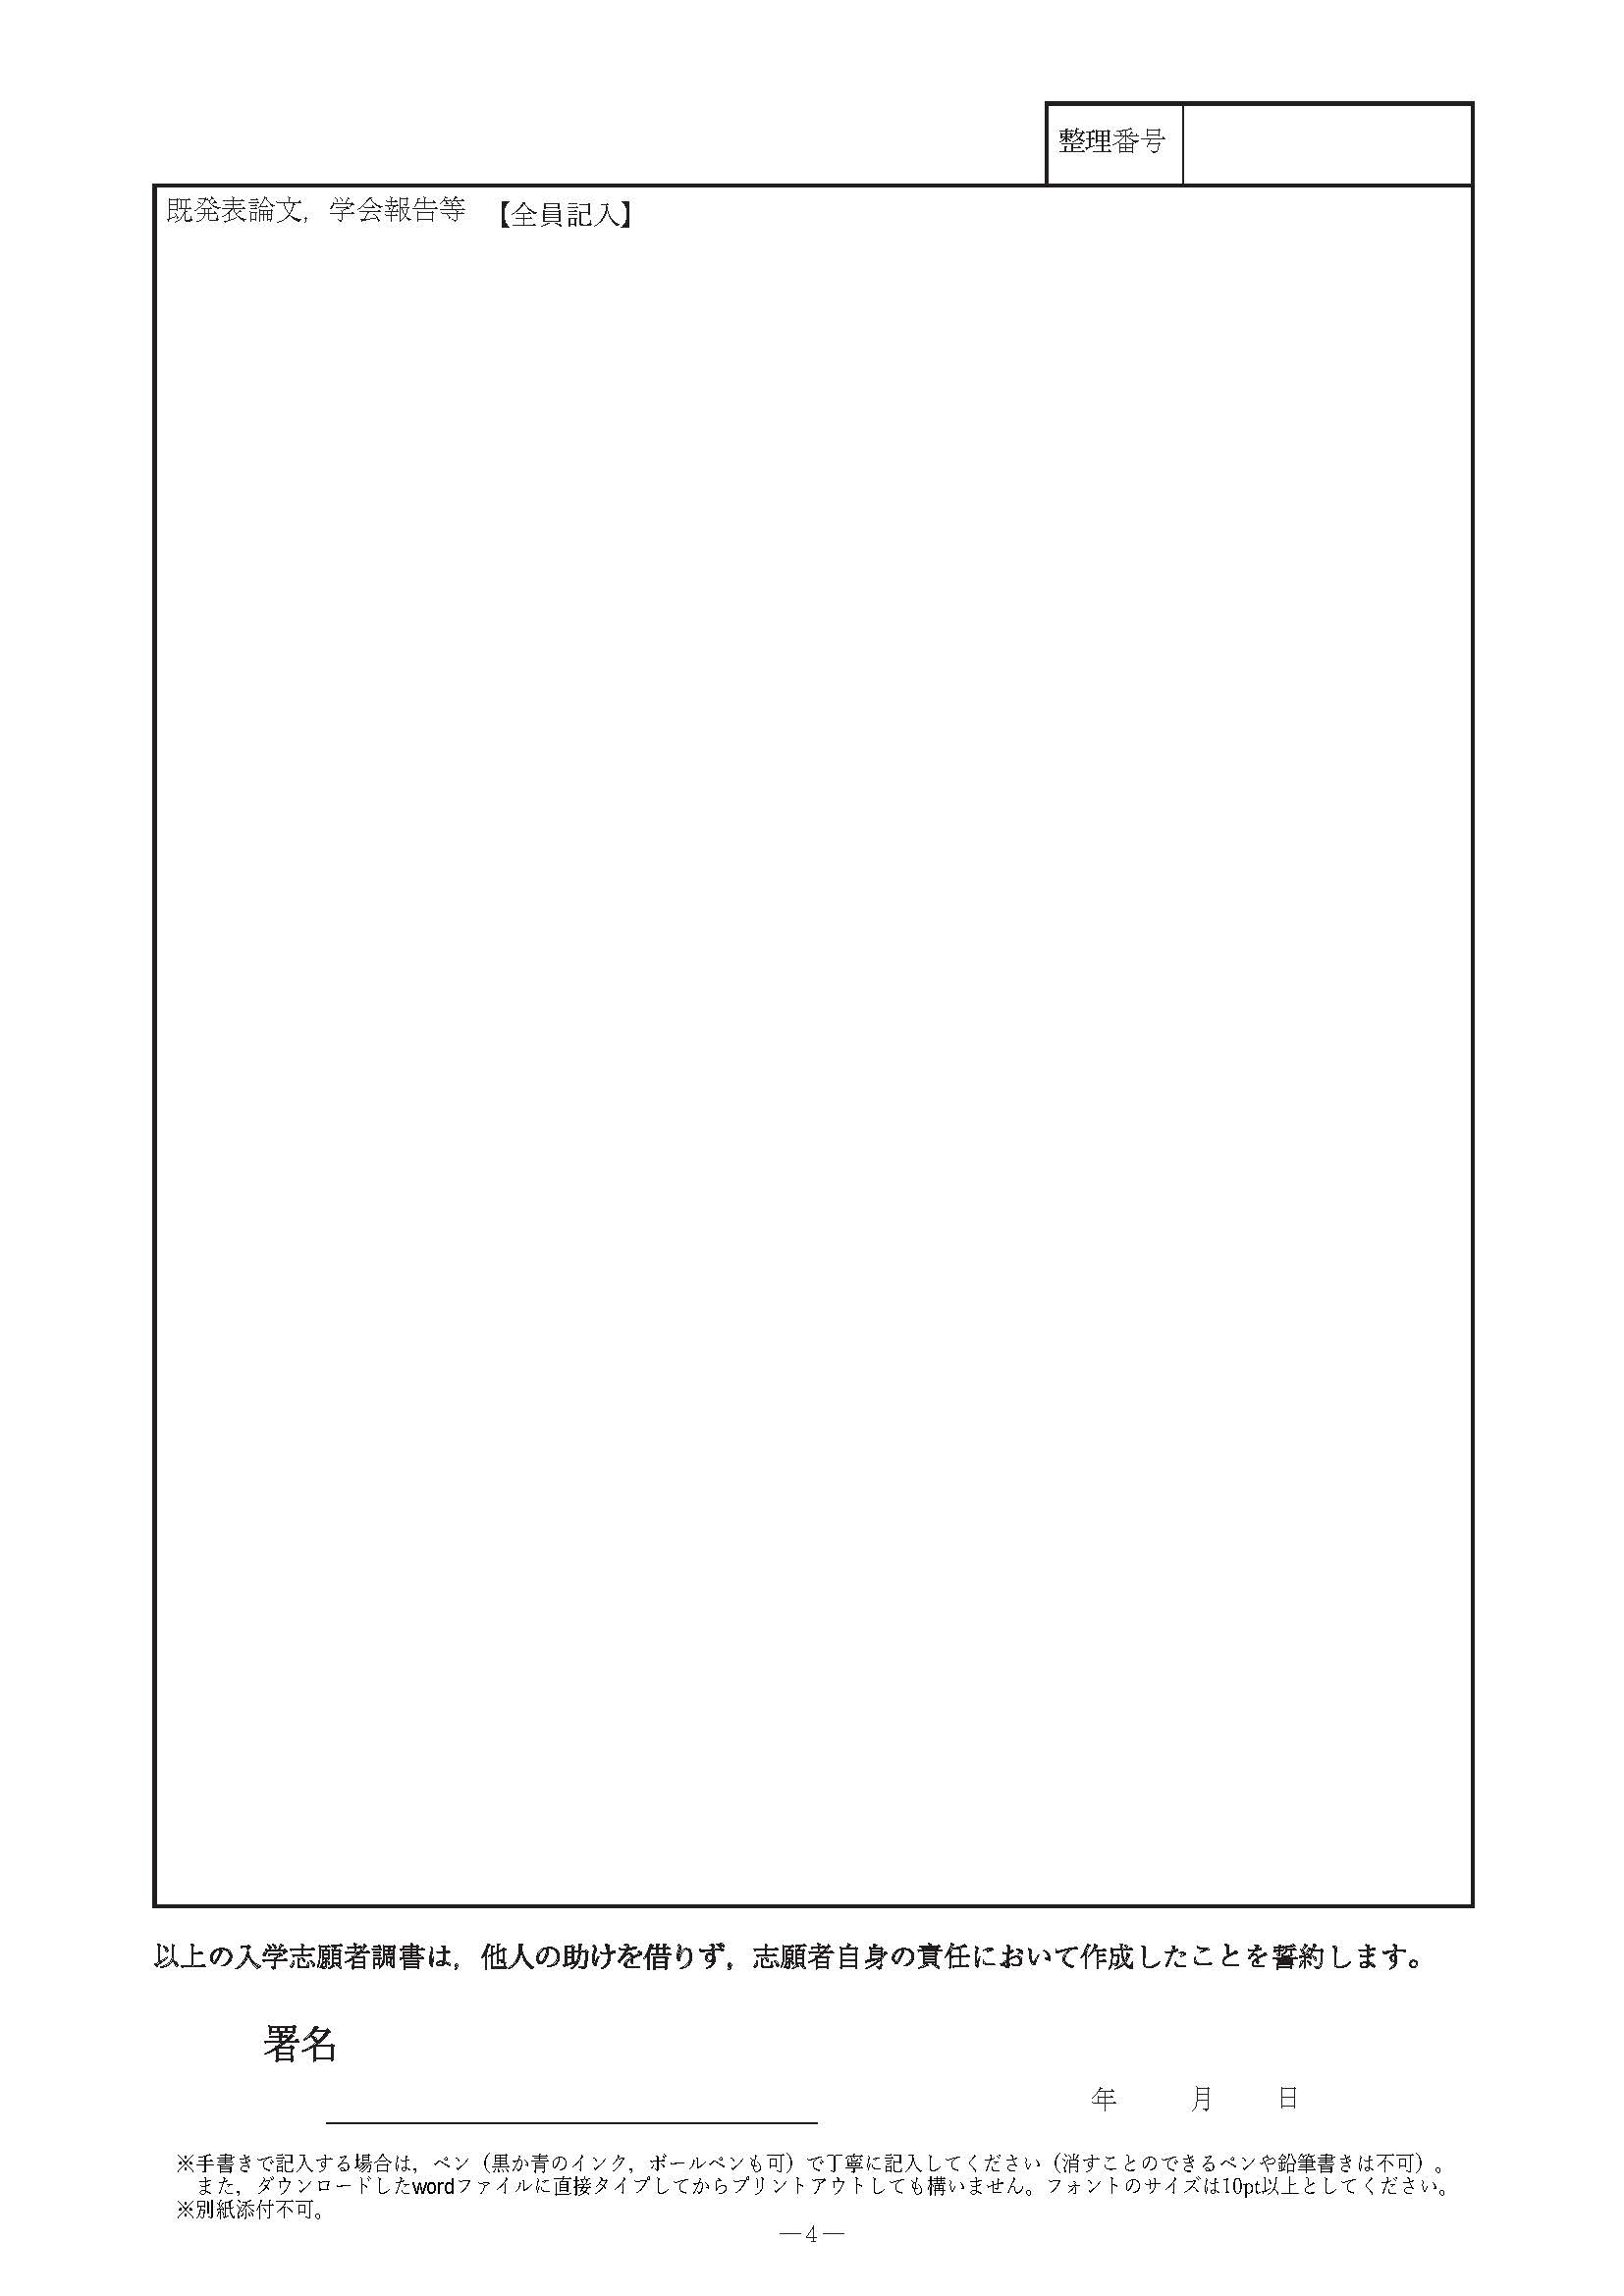 整理番号
既発表論文，学会報告等　【全員記入】
以上の入学志願者調書は，他人の助けを借りず，志願者自身の責任において作成したことを誓約します。
署名
年　月　日
※手書きで記入する場合は，ペン（黒か青のインク，ボールペンも可）で丁寧に記入してください（消すことのできるペンや鉛筆書きは不可）。
また，ダウンロードしたwordファイルに直接タイプしてからプリントアウトしても構いません。フォントのサイズは10pt以上としてください。
※別紙添付不可。
―4―